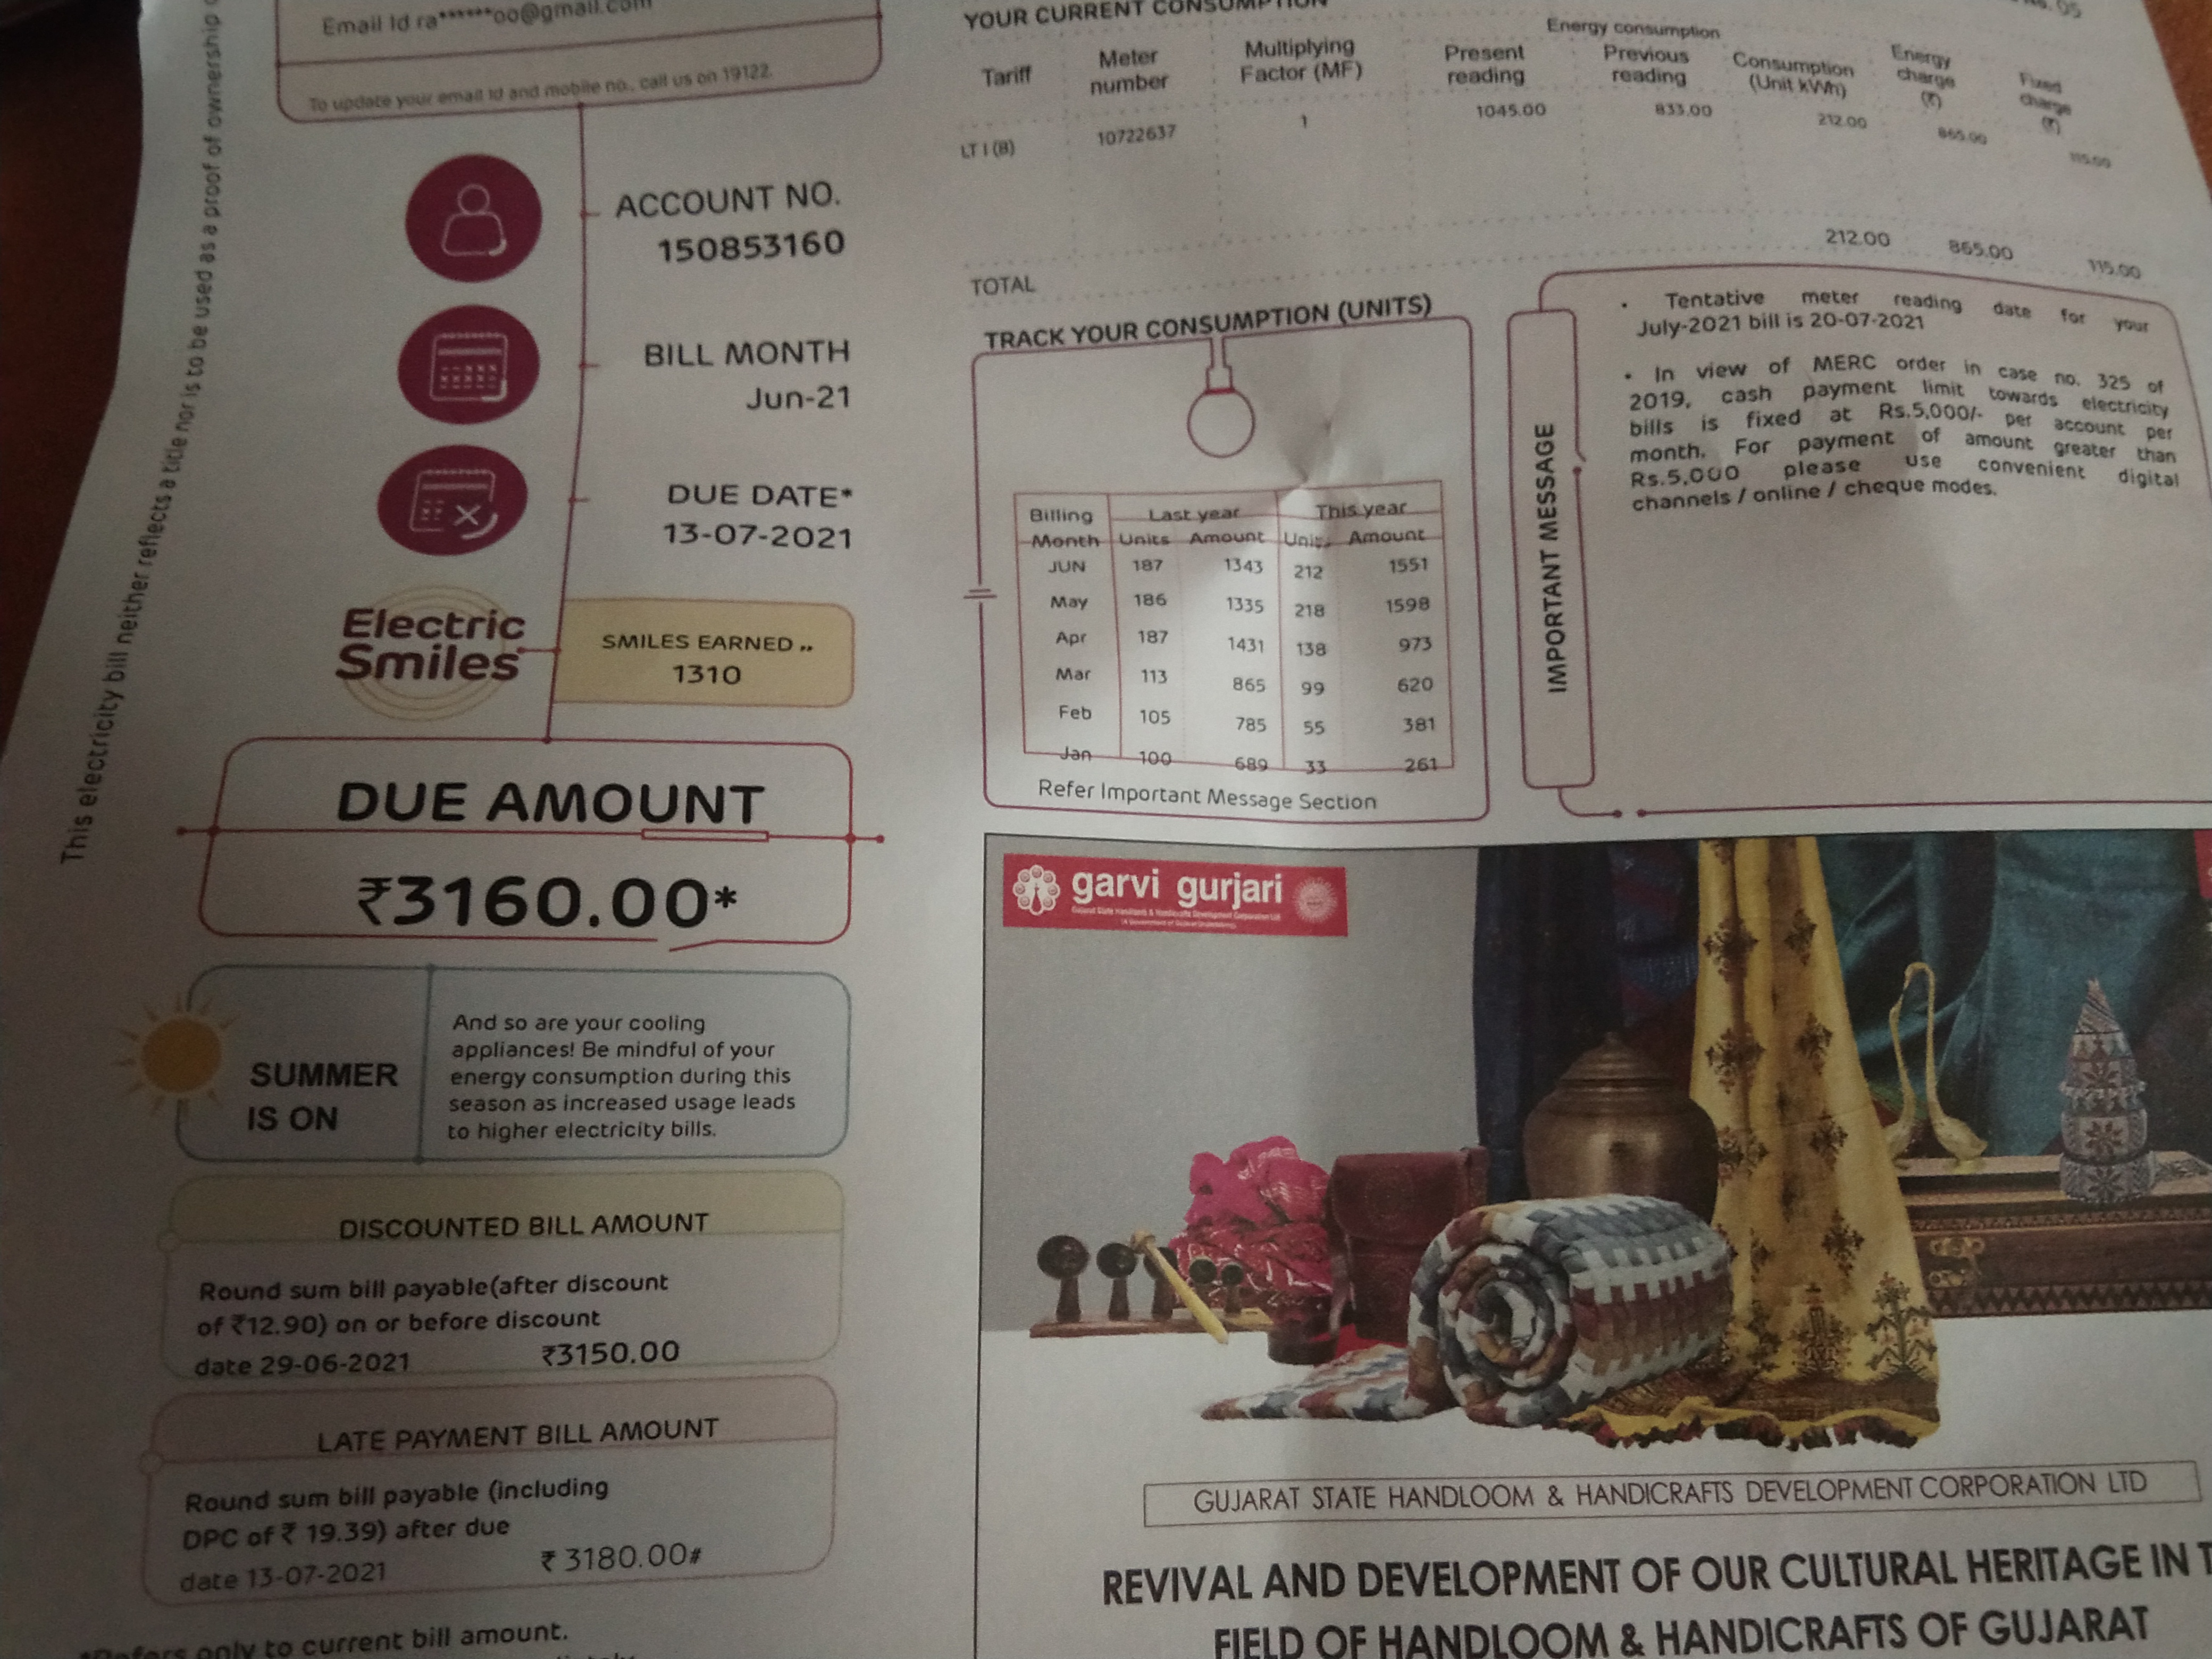 This electricity bill neither reflects a title nor is to be used as a proof of ownership
Email Id ra******oo@gmail.com
To update your email id and mobile no., call us on 19122.
ACCOUNT NO.
150853160
BILL MONTH
Jun-21
DUE DATE*
13-07-2021
Electric
Smiles
SMILES EARNED
1310
DUE AMOUNT
₹3160.00*
SUMMER
IS ON
And so are your cooling
appliances! Be mindful of your
energy consumption during this
season as increased usage leads
to higher electricity bills.
DISCOUNTED BILL AMOUNT
Round sum bill payable(after discount
of ₹12.90) on or before discount
date 29-06-2021 ₹3150.00
LATE PAYMENT BILL AMOUNT
Round sum bill payable (including
DPC of ₹ 19.39) after due
date 13-07-2021 ₹ 3180.00#
*Refers only to current bill amount.
YOUR CURRENT CONSUMPTION
Energy consumption
Tariff Meter number Multiplying Factor (MF) Present reading Previous reading Consumption (Unit kWh) Energy charge (₹) Fixed charge (₹)
LT I (B) 10722637 1 1045.00 833.00 212.00 865.00 115.00
TOTAL 212.00 865.00 115.00
TRACK YOUR CONSUMPTION (UNITS)
Billing Last year This year
Month Units Amount Units Amount
JUN 187 1343 212 1551
May 186 1335 218 1598
Apr 187 1431 138 973
Mar 113 865 99 620
Feb 105 785 55 381
Jan 100 689 33 261
Refer Important Message Section
IMPORTANT MESSAGE
• Tentative meter reading date for your
July-2021 bill is 20-07-2021
• In view of MERC order in case no. 325 of
2019, cash payment limit towards electricity
bills is fixed at Rs.5,000/- per account per
month. For payment of amount greater than
Rs.5,000 please use convenient digital
channels / online / cheque modes.
garvi gurjari
Gujarat State Handloom & Handicrafts Development Corporation Ltd
GUJARAT STATE HANDLOOM & HANDICRAFTS DEVELOPMENT CORPORATION LTD
REVIVAL AND DEVELOPMENT OF OUR CULTURAL HERITAGE IN
FIELD OF HANDLOOM & HANDICRAFTS OF GUJARAT